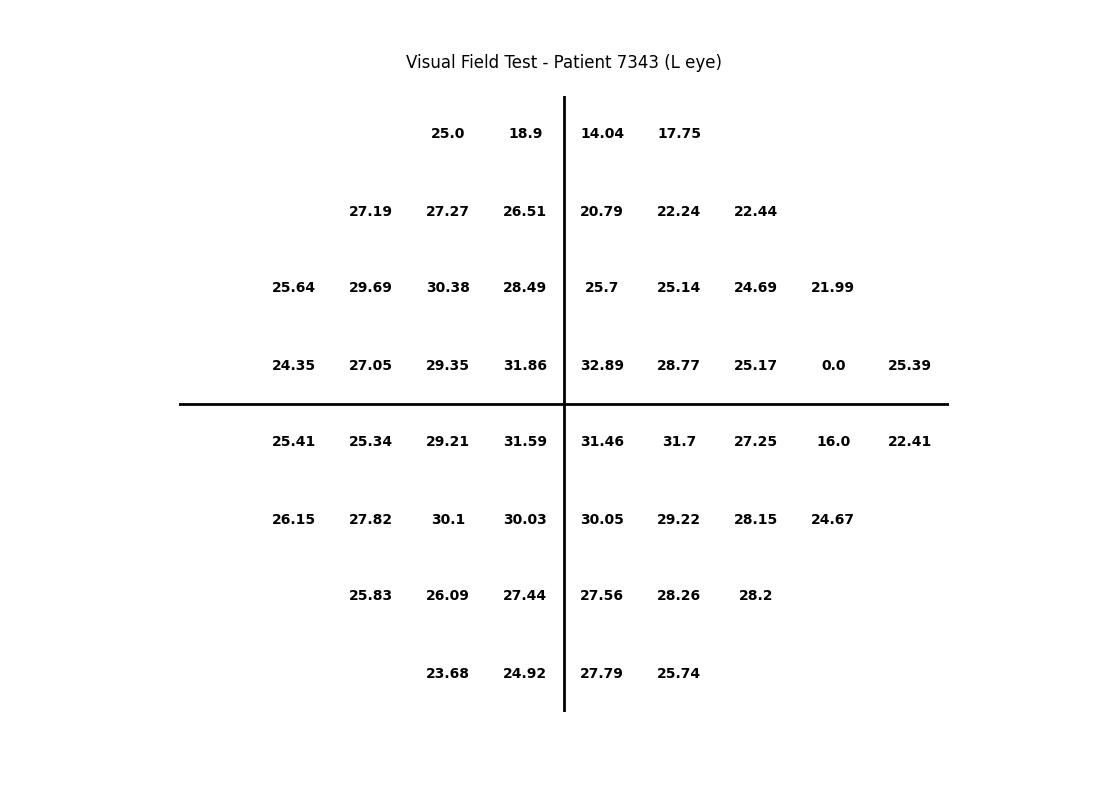 Visual Field Test - Patient 7343 (L eye)
25.0 18.9 14.04 17.75
27.19 27.27 26.51 20.79 22.24 22.44
25.64 29.69 30.38 28.49 25.7 25.14 24.69 21.99
24.35 27.05 29.35 31.86 32.89 28.77 25.17 0.0 25.39
25.41 25.34 29.21 31.59 31.46 31.7 27.25 16.0 22.41
26.15 27.82 30.1 30.03 30.05 29.22 28.15 24.67
25.83 26.09 27.44 27.56 28.26 28.2
23.68 24.92 27.79 25.74